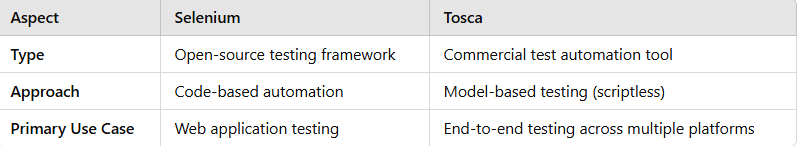 Aspect Selenium Tosca
Type Open-source testing framework Commercial test automation tool
Approach Code-based automation Model-based testing (scriptless)
Primary Use Case Web application testing End-to-end testing across multiple platforms